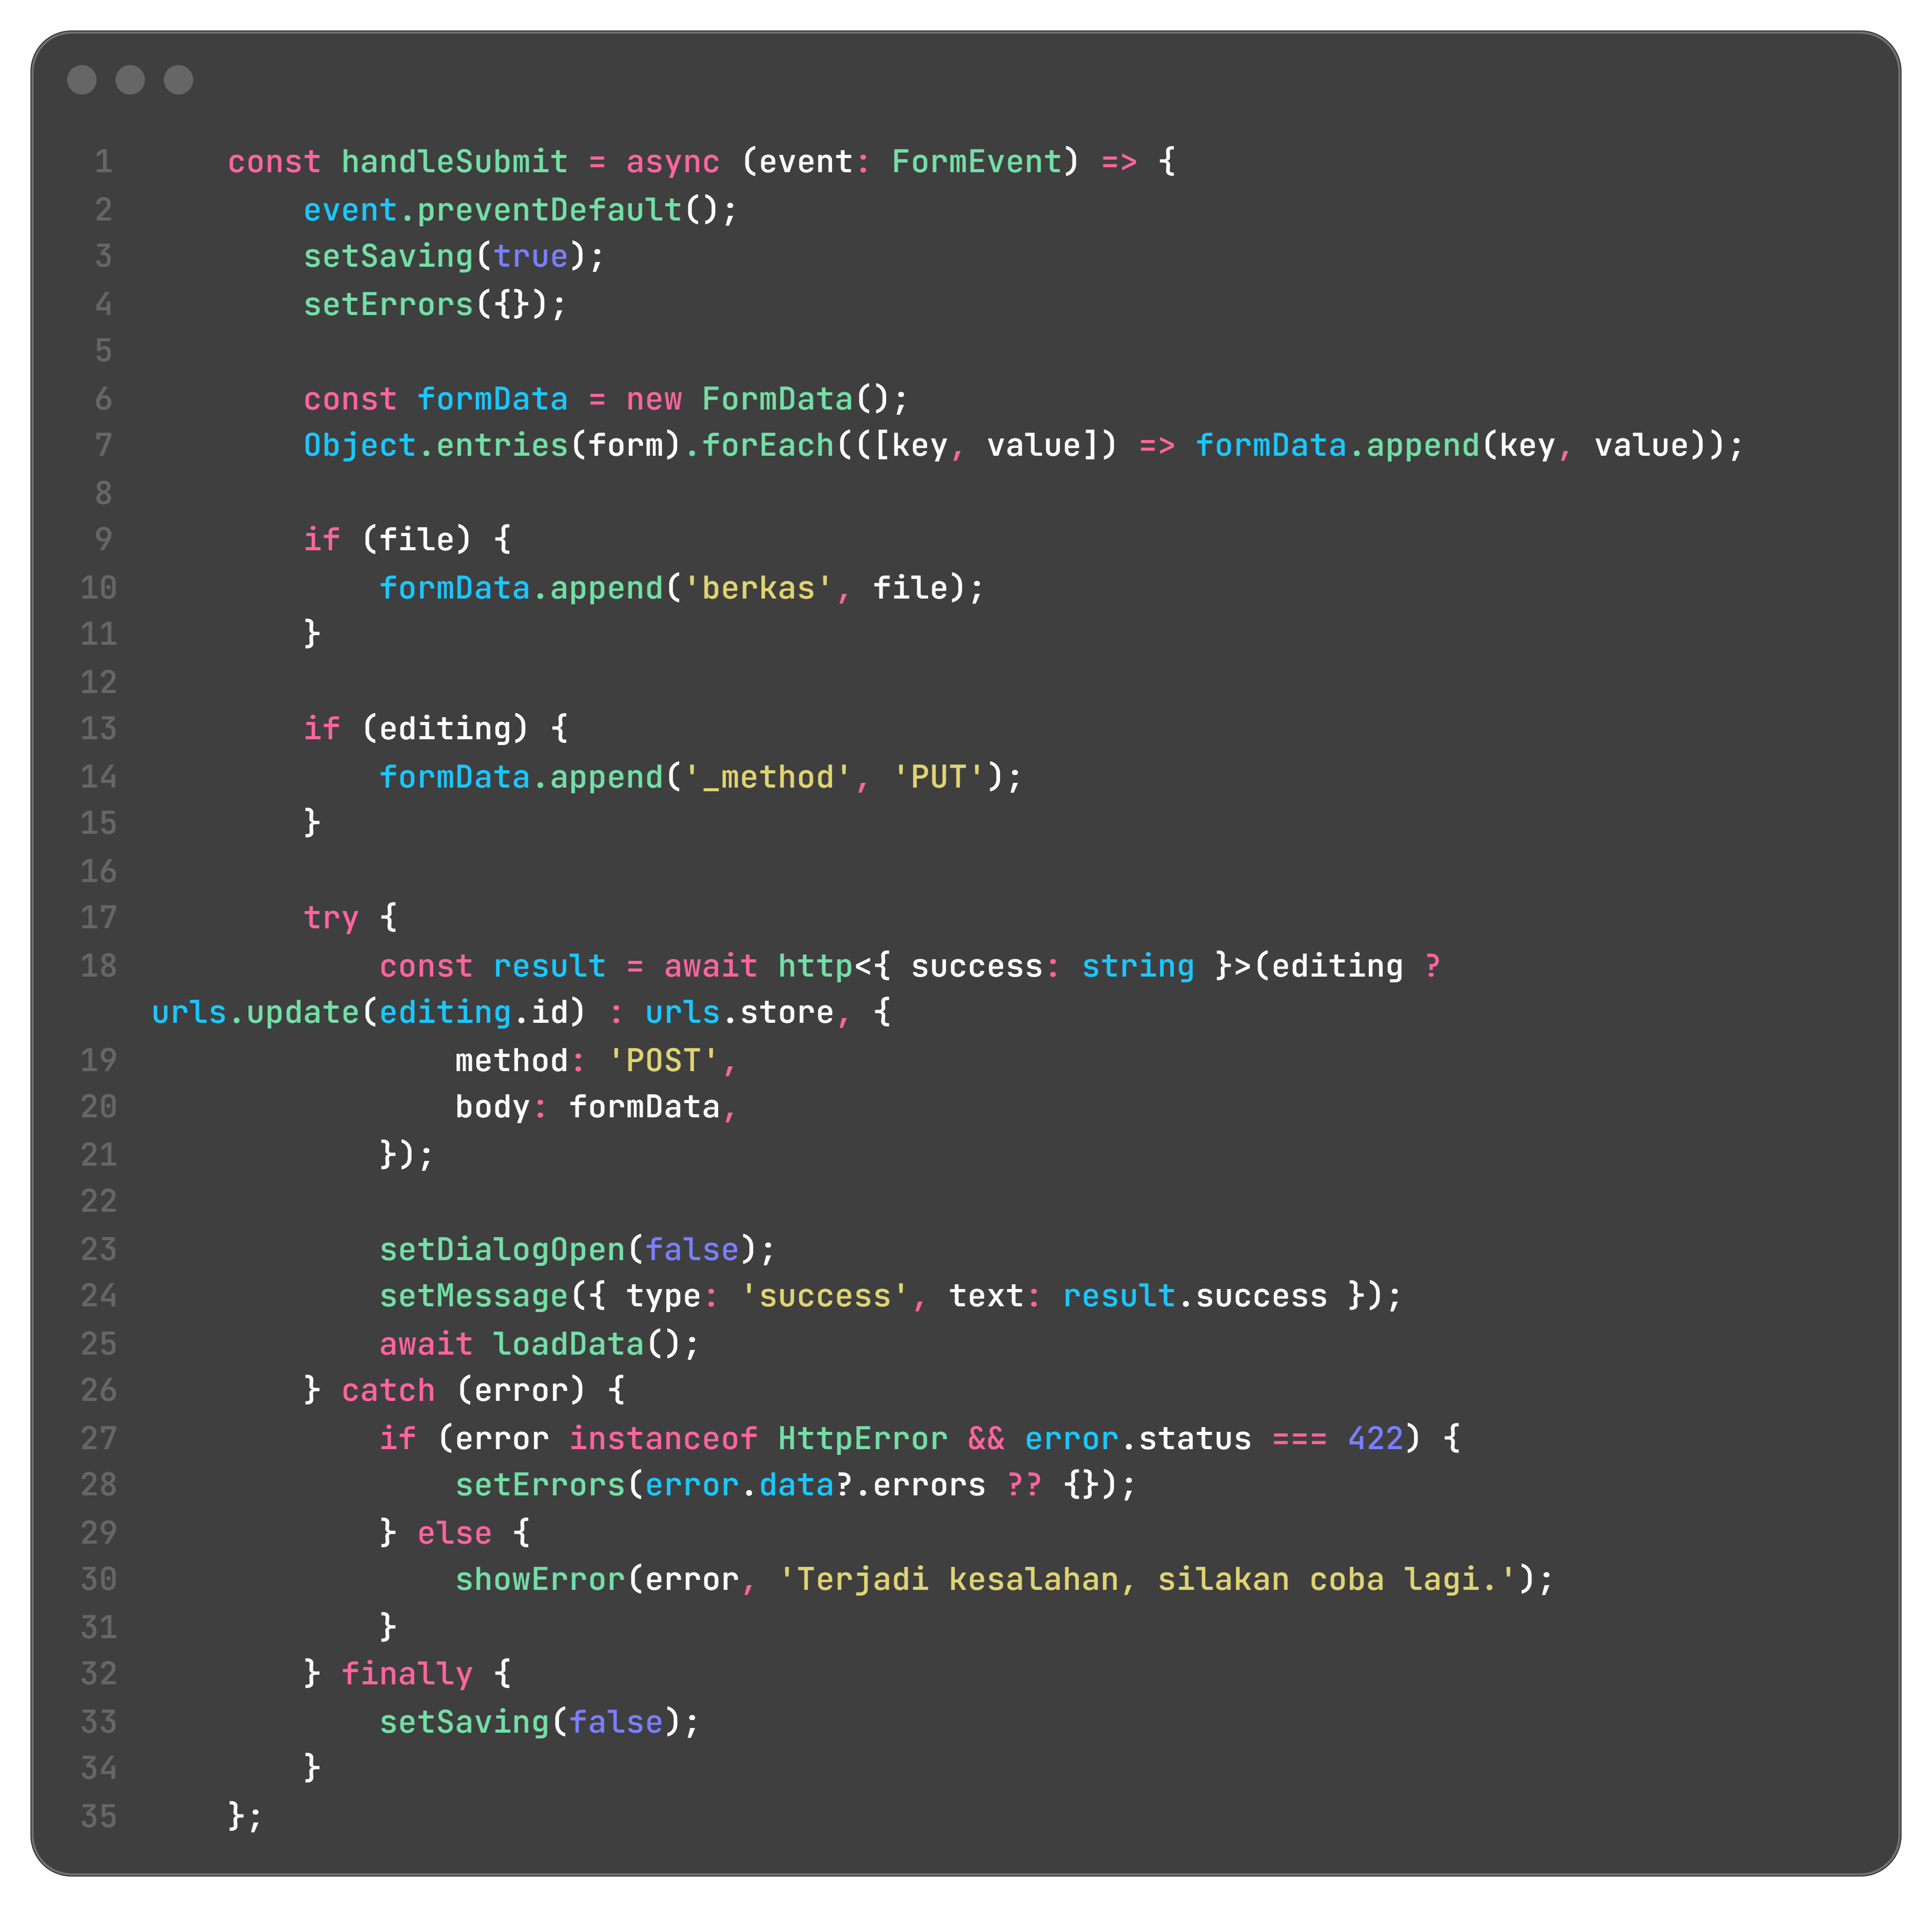 1 const handleSubmit = async (event: FormEvent) => {
2 event.preventDefault();
3 setSaving(true);
4 setErrors({});
5
6 const formData = new FormData();
7 Object.entries(form).forEach(([key, value]) => formData.append(key, value));
8
9 if (file) {
10 formData.append('berkas', file);
11 }
12
13 if (editing) {
14 formData.append('_method', 'PUT');
15 }
16
17 try {
18 const result = await http<{ success: string }>(editing ?
urls.update(editing.id) : urls.store, {
19 method: 'POST',
20 body: formData,
21 });
22
23 setDialogOpen(false);
24 setMessage({ type: 'success', text: result.success });
25 await loadData();
26 } catch (error) {
27 if (error instanceof HttpError && error.status === 422) {
28 setErrors(error.data?.errors ?? {});
29 } else {
30 showError(error, 'Terjadi kesalahan, silakan coba lagi.');
31 }
32 } finally {
33 setSaving(false);
34 }
35 };